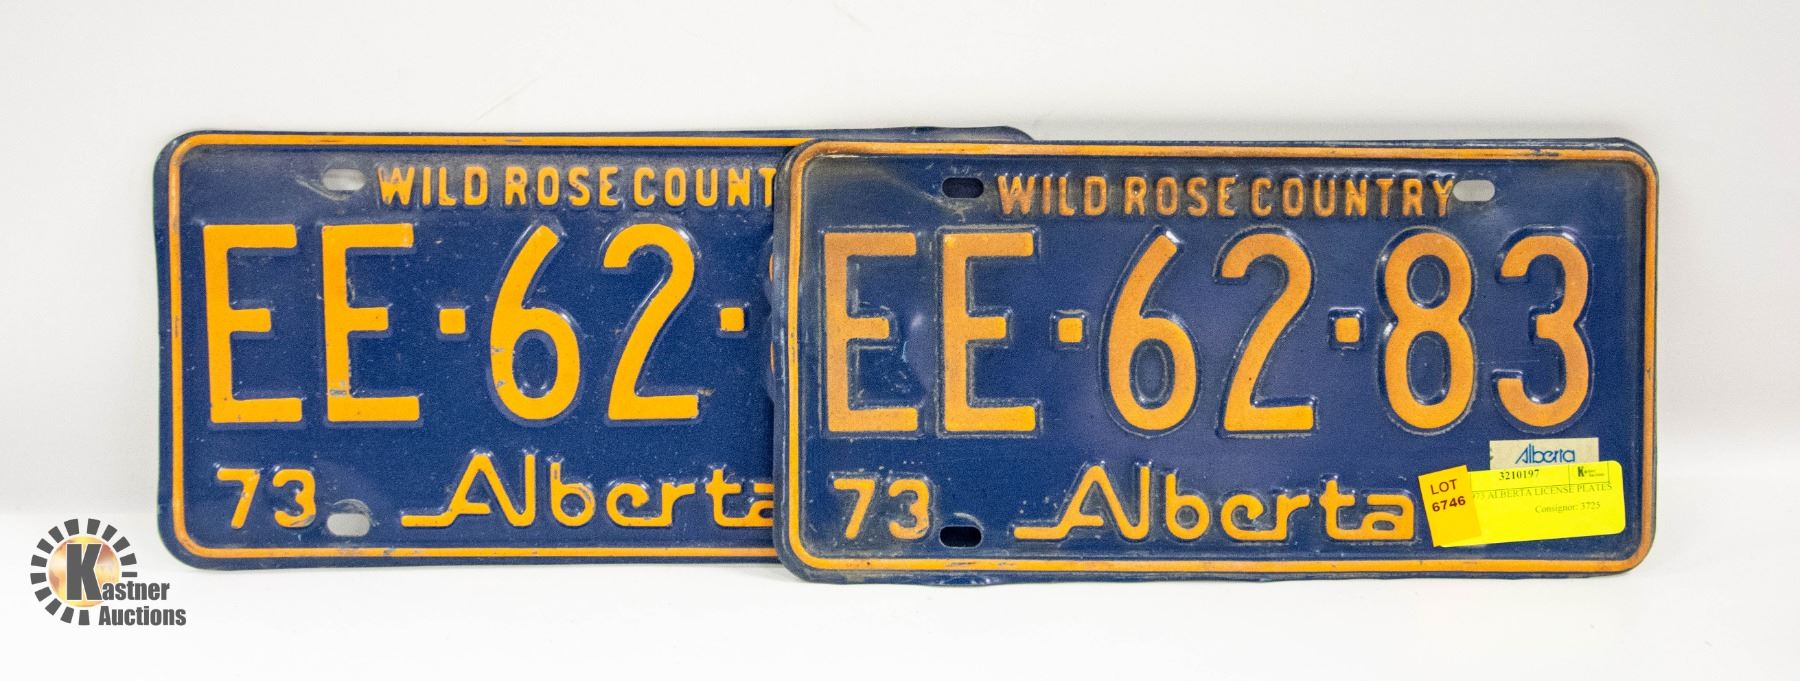 WILD ROSE COUNT
EE·62·
73 Alberta
WILD ROSE COUNTRY
EE·62·83
73 Alberta
Alberta
LOT
6746
3210197
973 ALBERTA LICENSE PLATES
Consignor: 3725
Kastner
Auctions